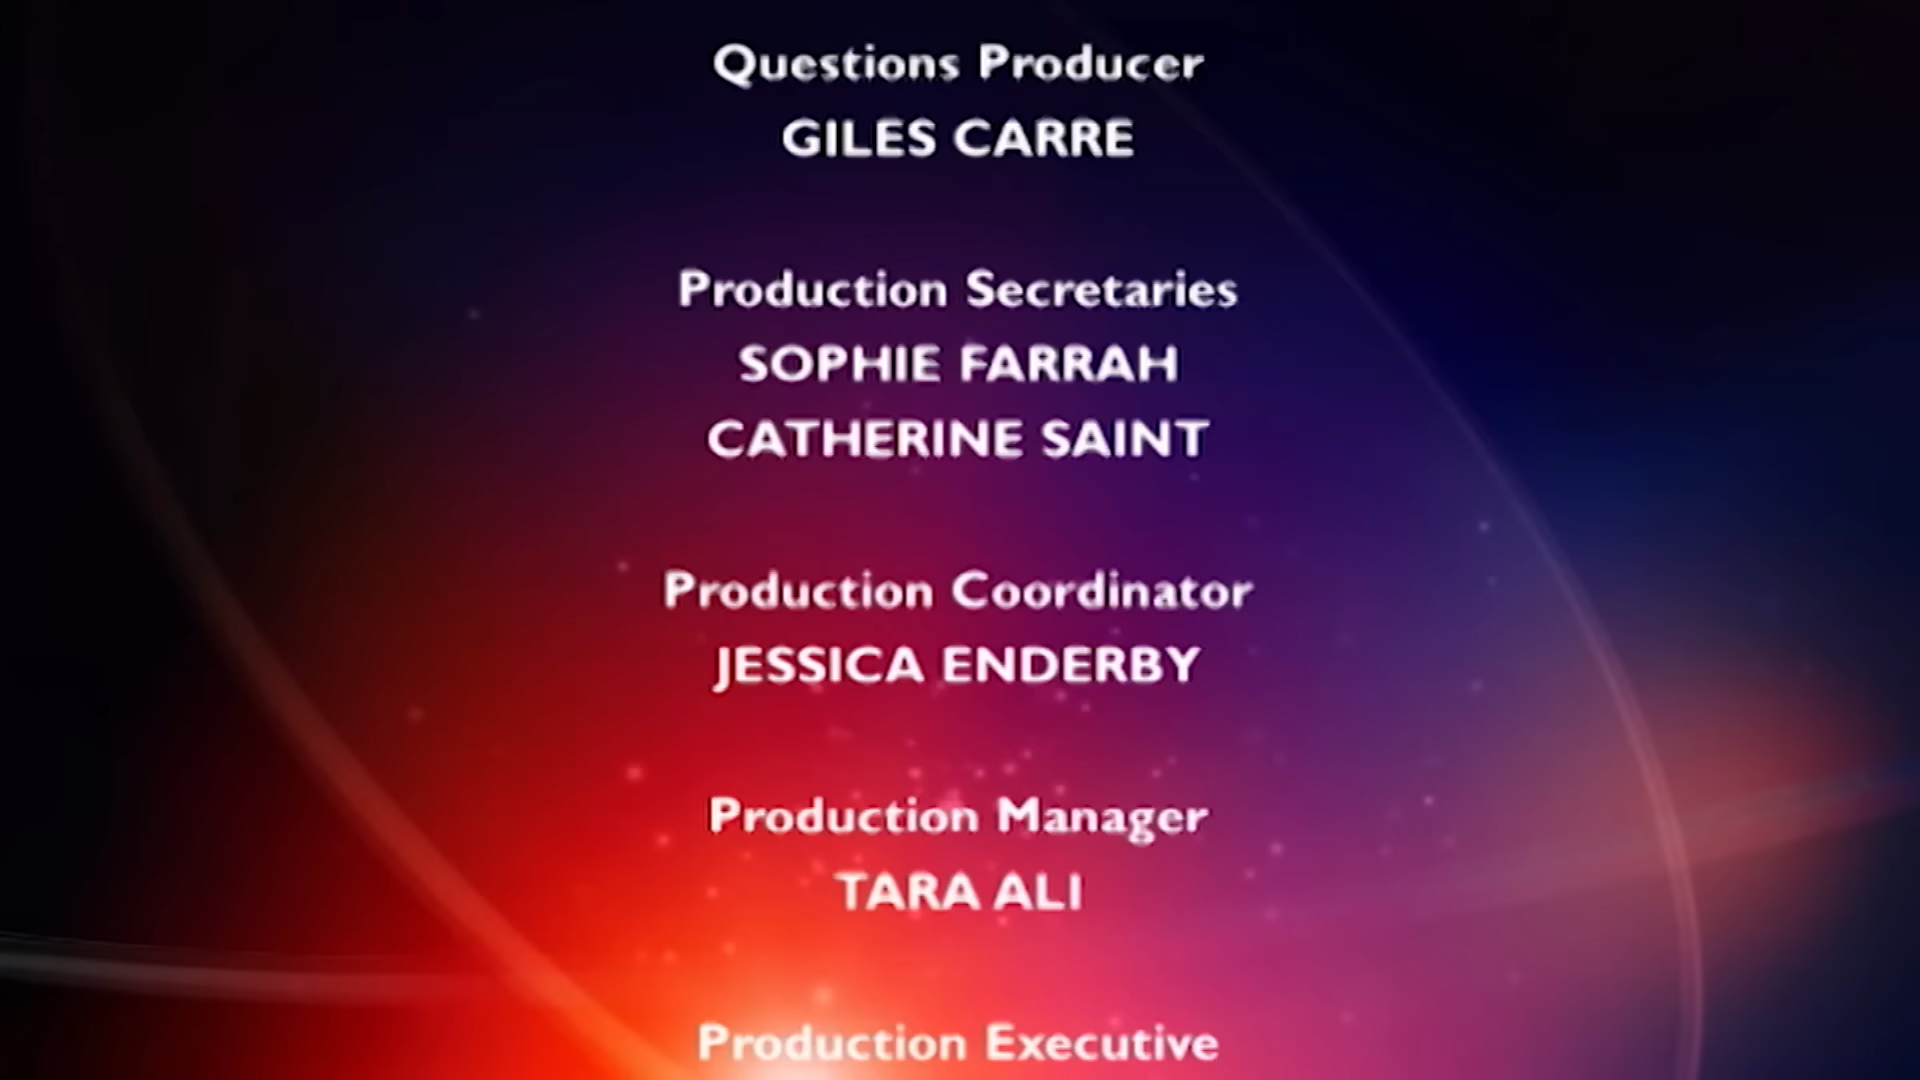 Questions Producer
GILES CARRE
Production Secretaries
SOPHIE FARRAH
CATHERINE SAINT
Production Coordinator
JESSICA ENDERBY
Production Manager
TARA ALI
Production Executive